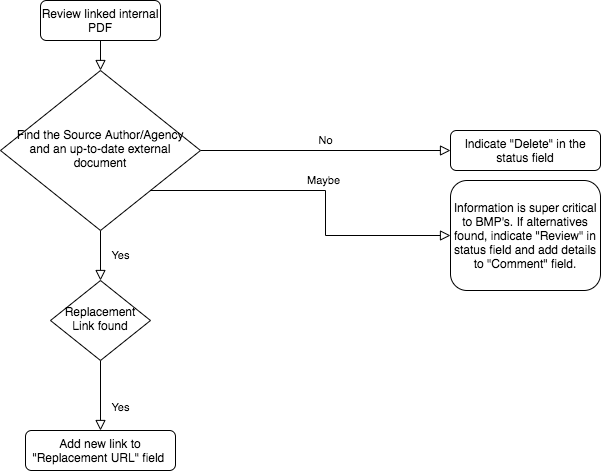 Review linked internal
PDF
Find the Source Author/Agency
and an up-to-date external
document
No
Indicate "Delete" in the
status field
Maybe
Information is super critical
to BMP's. If alternatives
found, indicate "Review" in
status field and add details
to "Comment" field.
Yes
Replacement
Link found
Yes
Add new link to
"Replacement URL" field